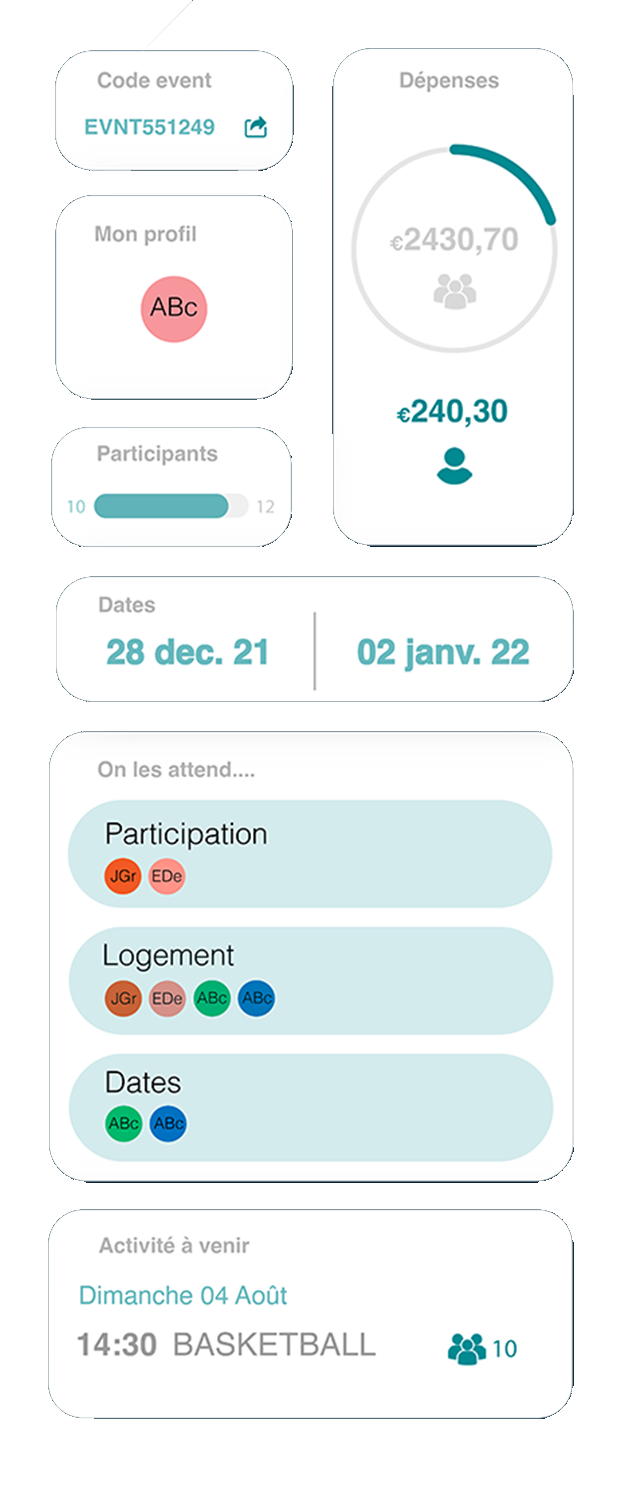 Code event
EVNT551249
Mon profil
ABc
Participants
10
12
Dépenses
€2430,70
€240,30
Dates
28 dec. 21
02 janv. 22
On les attend....
Participation
JGr EDe
Logement
JGr EDe ABc ABc
Dates
ABc ABc
Activité à venir
Dimanche 04 Août
14:30 BASKETBALL
10